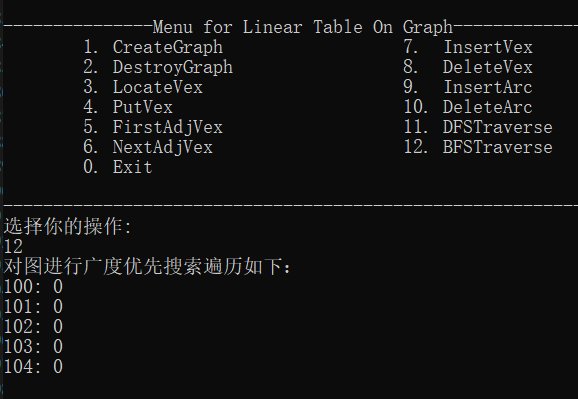 ---------------Menu for Linear Table On Graph-------------
1. CreateGraph 7. InsertVex
2. DestroyGraph 8. DeleteVex
3. LocateVex 9. InsertArc
4. PutVex 10. DeleteArc
5. FirstAdjVex 11. DFSTraverse
6. NextAdjVex 12. BFSTraverse
0. Exit
----------------------------------------------------------
选择你的操作:
12
对图进行广度优先搜索遍历如下：
100: 0
101: 0
102: 0
103: 0
104: 0